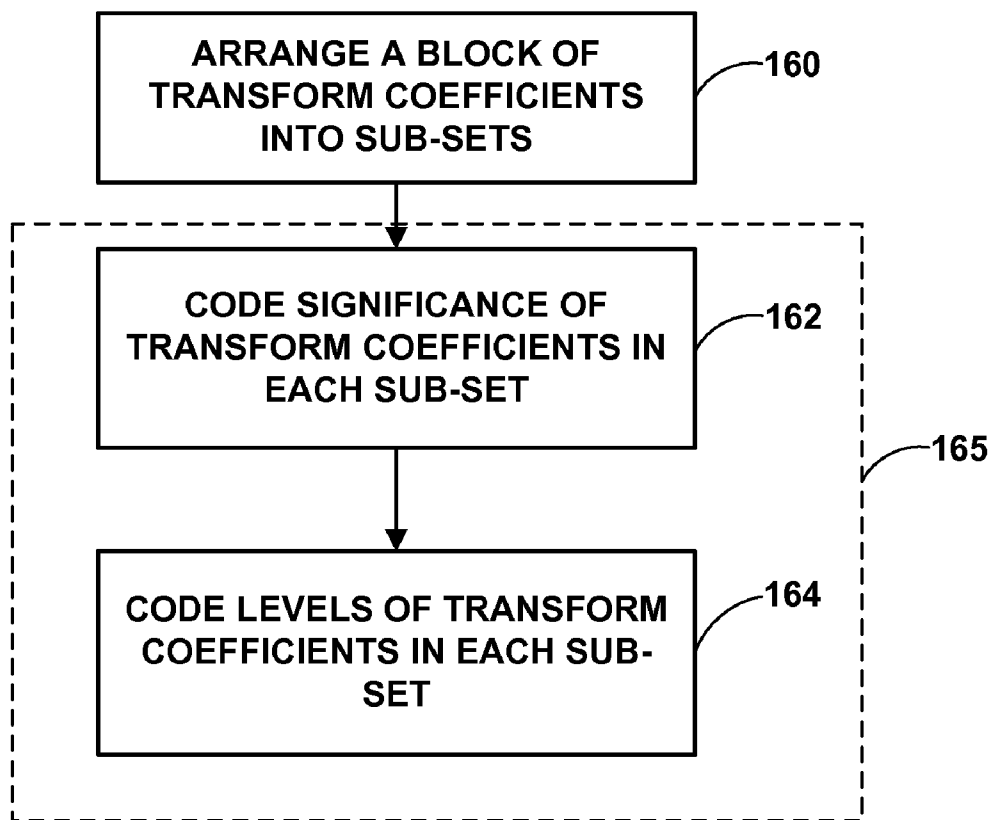 ARRANGE A BLOCK OF
TRANSFORM COEFFICIENTS
INTO SUB-SETS
160
CODE SIGNIFICANCE OF
TRANSFORM COEFFICIENTS IN
EACH SUB-SET
162
165
CODE LEVELS OF TRANSFORM
COEFFICIENTS IN EACH SUB-
SET
164